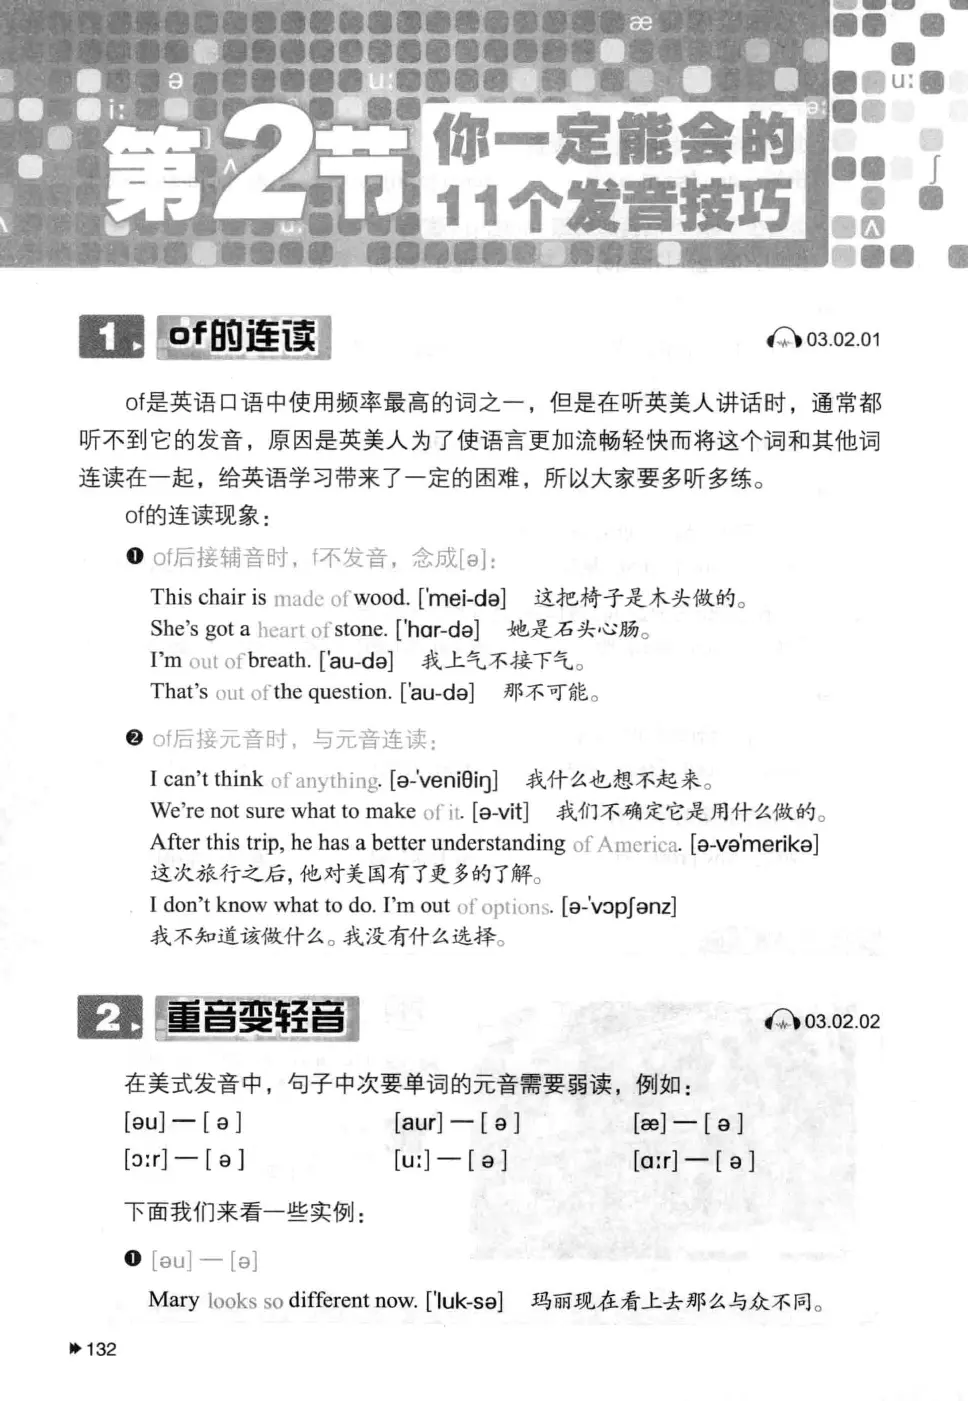 æ
ə
u:
u:
i:
ə:
第2节
你一定能会的
11个发音技巧
ʃ
ʌ
u:
ʌ
1 of的连读
03.02.01
of是英语口语中使用频率最高的词之一，但是在听英美人讲话时，通常都
听不到它的发音，原因是英美人为了使语言更加流畅轻快而将这个词和其他词
连读在一起，给英语学习带来了一定的困难，所以大家要多听多练。
of的连读现象：
❶ of后接辅音时，f不发音，念成[ə]：
This chair is made of wood. ['mei-də] 这把椅子是木头做的。
She's got a heart of stone. ['hɑr-də] 她是石头心肠。
I'm out of breath. ['au-də] 我上气不接下气。
That's out of the question. ['au-də] 那不可能。
❷ of后接元音时，与元音连读：
I can't think of anything. [ə-'veniθiŋ] 我什么也想不起来。
We're not sure what to make of it. [ə-vit] 我们不确定它是用什么做的。
After this trip, he has a better understanding of America. [ə-və'merikə]
这次旅行之后，他对美国有了更多的了解。
I don't know what to do. I'm out of options. [ə-'vɔpʃənz]
我不知道该做什么。我没有什么选择。
2 重音变轻音
03.02.02
在美式发音中，句子中次要单词的元音需要弱读，例如：
[əu] — [ ə ] [aur] — [ ə ] [æ] — [ ə ]
[ɔ:r] — [ ə ] [u:] — [ ə ] [ɑ:r] — [ ə ]
下面我们来看一些实例：
❶ [əu] — [ə]
Mary looks so different now. ['luk-sə] 玛丽现在看上去那么与众不同。
132